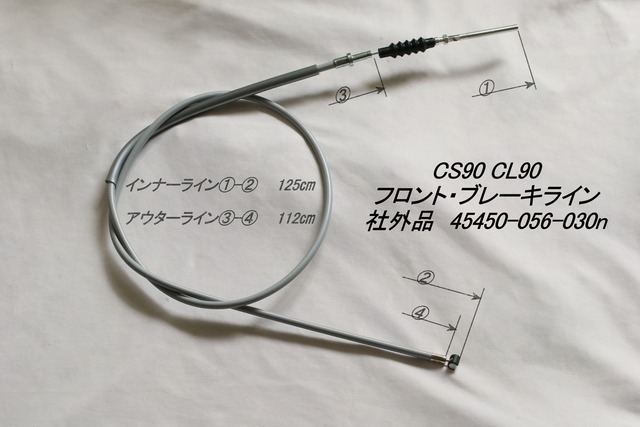 ①
③
CS90 CL90
フロント・ブレーキライン
社外品 45450-056-030n
インナーライン①-② 125cm
アウターライン③-④ 112cm
②
④